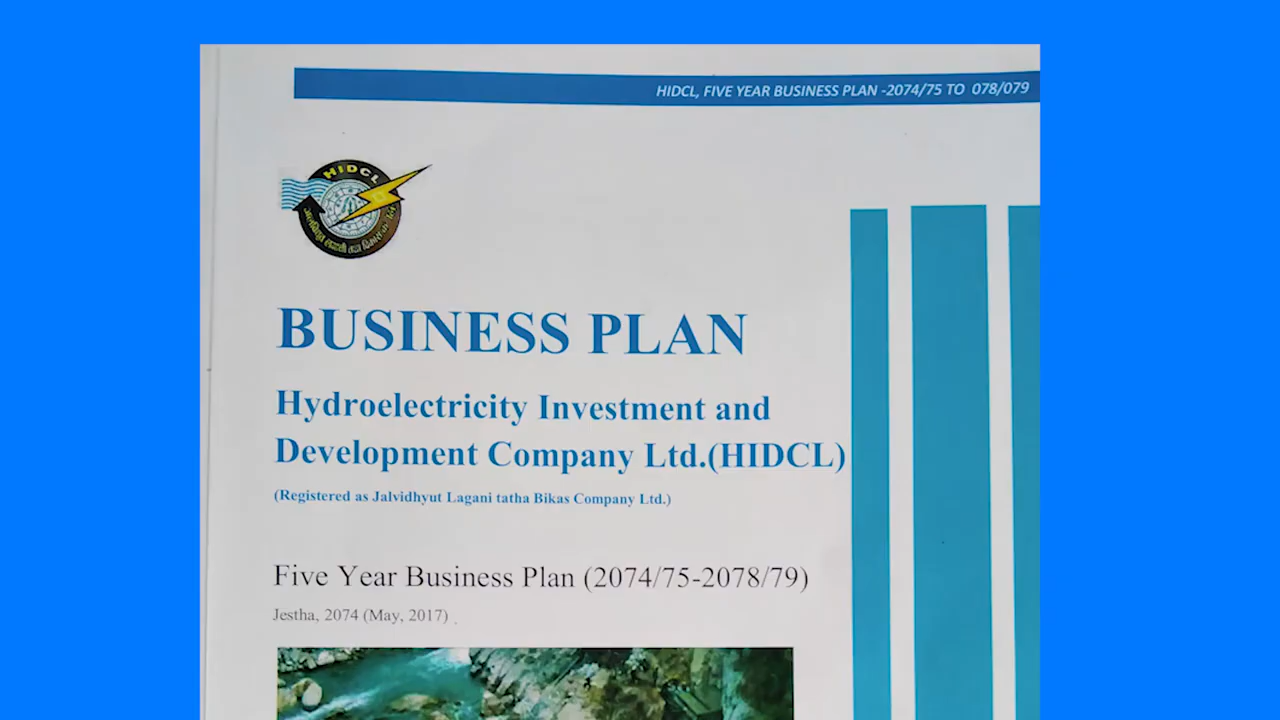 HIDCL, FIVE YEAR BUSINESS PLAN -2074/75 TO 078/079
HIDCL
BUSINESS PLAN
Hydroelectricity Investment and
Development Company Ltd.(HIDCL)
(Registered as Jalvidhyut Lagani tatha Bikas Company Ltd.)
Five Year Business Plan (2074/75-2078/79)
Jestha, 2074 (May, 2017)